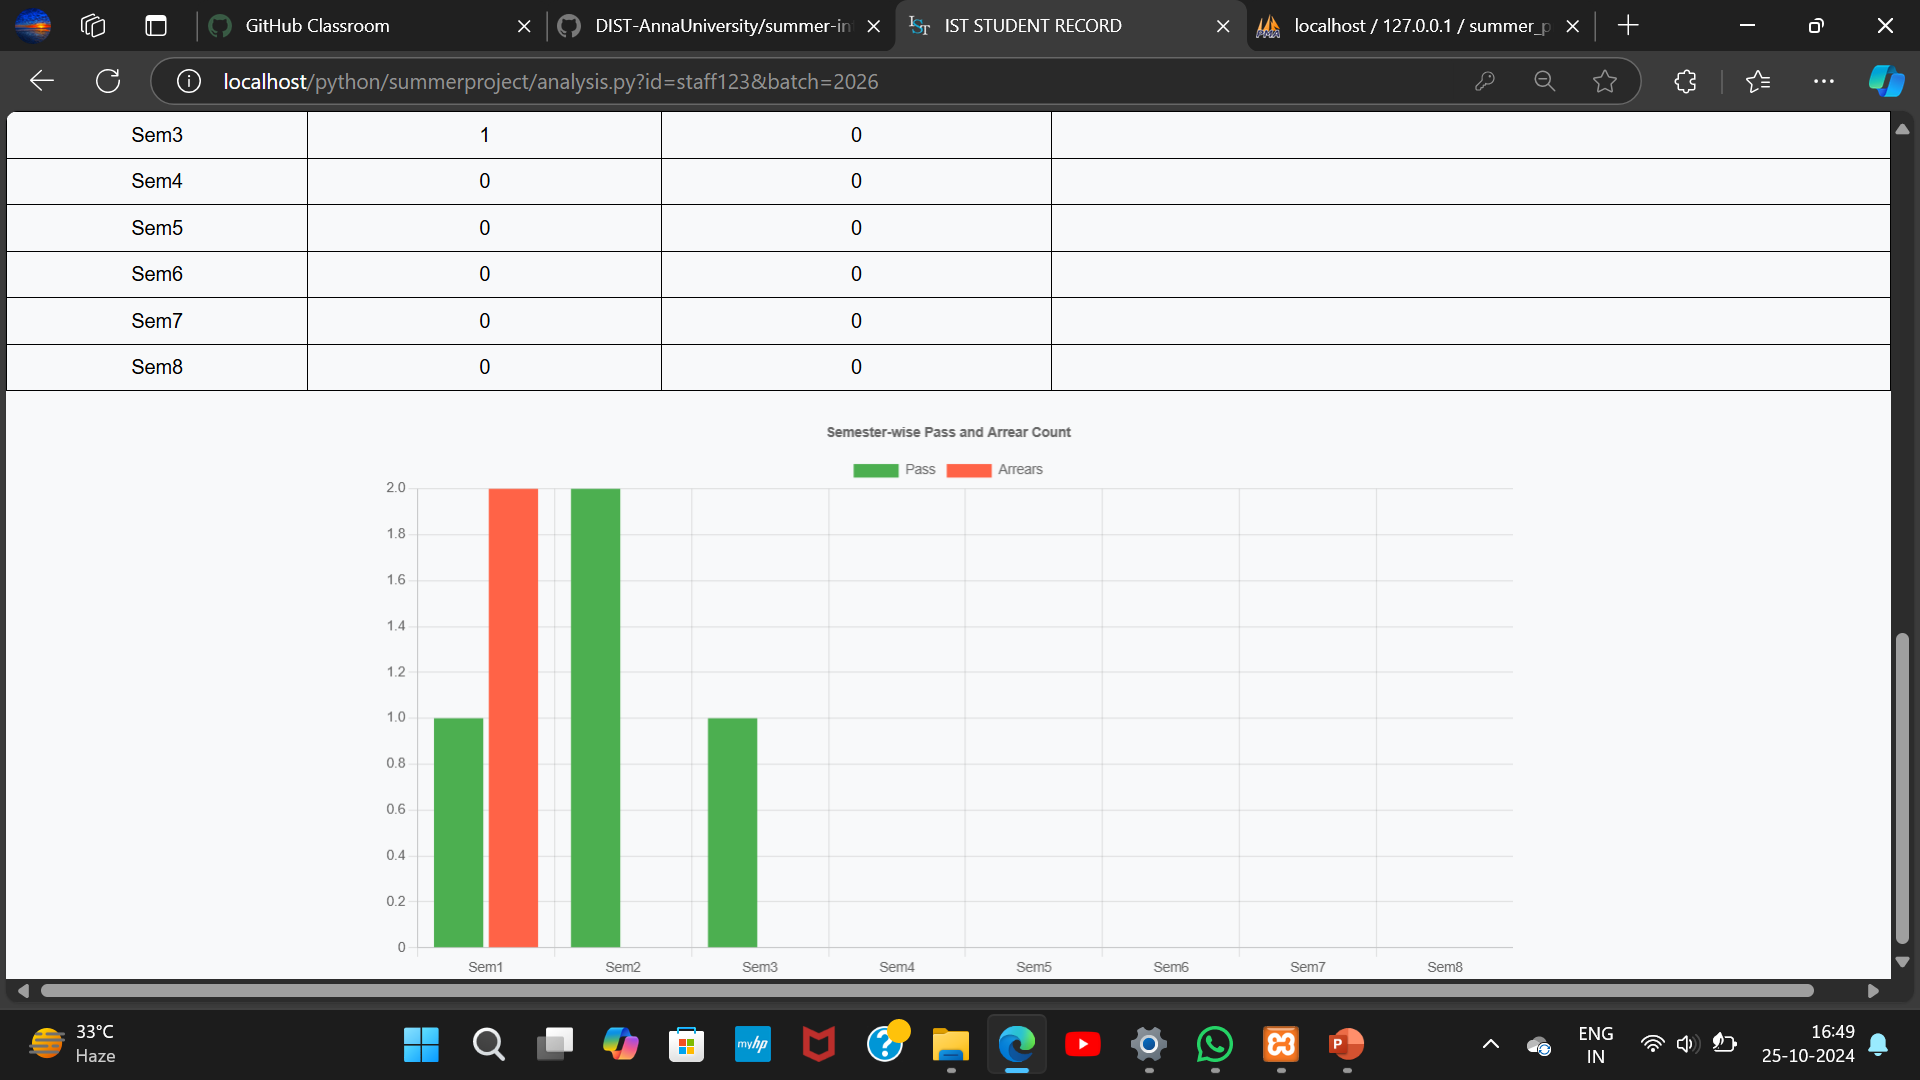 GitHub Classroom
DIST-AnnaUniversity/summer-in
IST STUDENT RECORD
localhost / 127.0.0.1 / summer_p
localhost/python/summerproject/analysis.py?id=staff123&batch=2026
Sem3 1 0
Sem4 0 0
Sem5 0 0
Sem6 0 0
Sem7 0 0
Sem8 0 0
Semester-wise Pass and Arrear Count
Pass Arrears
2.0
1.8
1.6
1.4
1.2
1.0
0.8
0.6
0.4
0.2
0
Sem1 Sem2 Sem3 Sem4 Sem5 Sem6 Sem7 Sem8
33°C
Haze
myhp
ENG
IN
16:49
25-10-2024